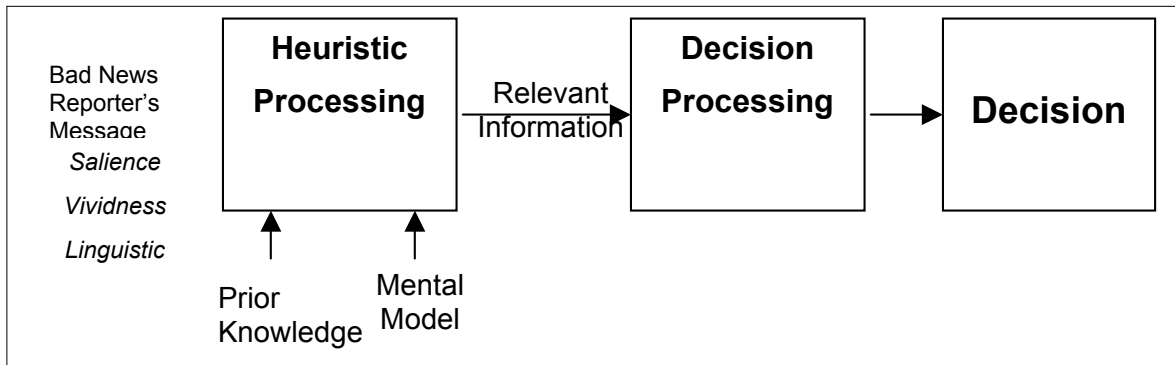 Bad News
Reporter's
Message
Salience
Vividness
Linguistic
Heuristic
Processing
Prior
Knowledge
Mental
Model
Relevant
Information
Decision
Processing
Decision